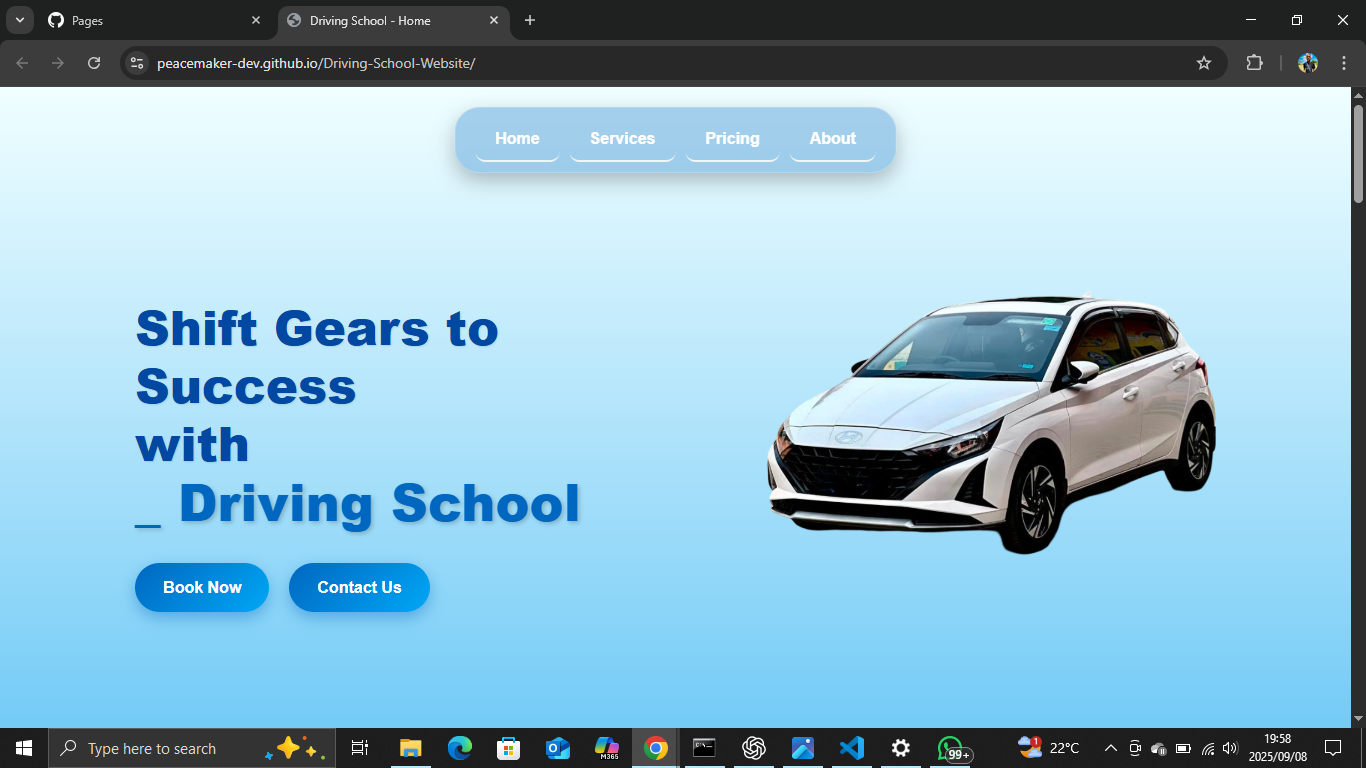 Pages
Driving School - Home
peacemaker-dev.github.io/Driving-School-Website/
Home
Services
Pricing
About
Shift Gears to
Success
with
_ Driving School
Book Now
Contact Us
Type here to search
M365
99+
1
22°C
19:58
2025/09/08